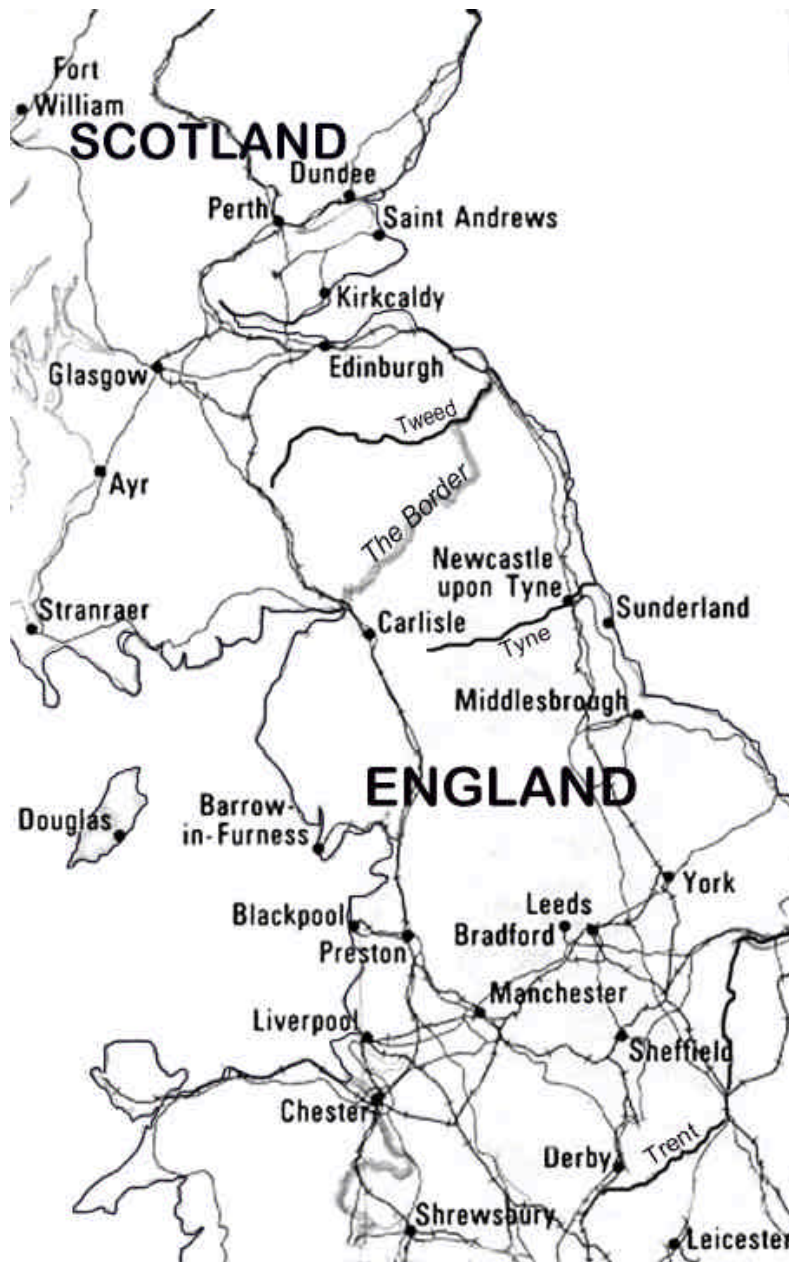 Fort
William
SCOTLAND
Dundee
Perth
Saint Andrews
Kirkcaldy
Edinburgh
Glasgow
Tweed
Ayr
The Border
Newcastle
upon Tyne
Stranraer
Carlisle
Sunderland
Tyne
Middlesbrough
ENGLAND
Douglas
Barrow-
in-Furness
York
Leeds
Blackpool
Bradford
Preston
Manchester
Liverpool
Sheffield
Chester
Trent
Derby
Shrewsbury
Leicester